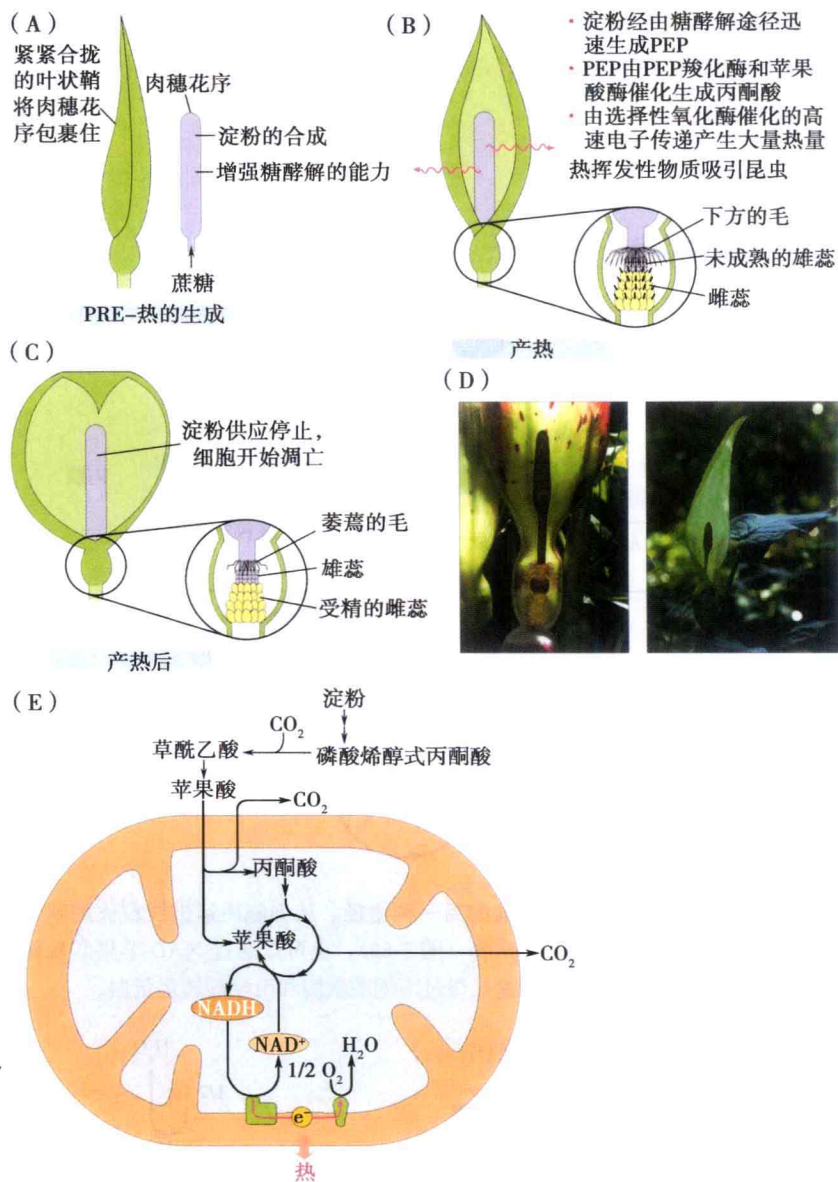 (A)
紧紧合拢
的叶状鞘
将肉穗花
序包裹住
肉穗花序
淀粉的合成
增强糖酵解的能力
蔗糖
PRE-热的生成
(B)
· 淀粉经由糖酵解途径迅
速生成PEP
· PEP由PEP羧化酶和苹果
酸酶催化生成丙酮酸
· 由选择性氧化酶催化的高
速电子传递产生大量热量
热挥发性物质吸引昆虫
下方的毛
未成熟的雄蕊
雌蕊
产热
(C)
淀粉供应停止，
细胞开始凋亡
萎蔫的毛
雄蕊
受精的雌蕊
产热后
(D)
(E)
淀粉
CO₂
草酰乙酸
磷酸烯醇式丙酮酸
苹果酸
CO₂
丙酮酸
苹果酸
CO₂
NADH
NAD⁺
H₂O
1/2 O₂
e⁻
热